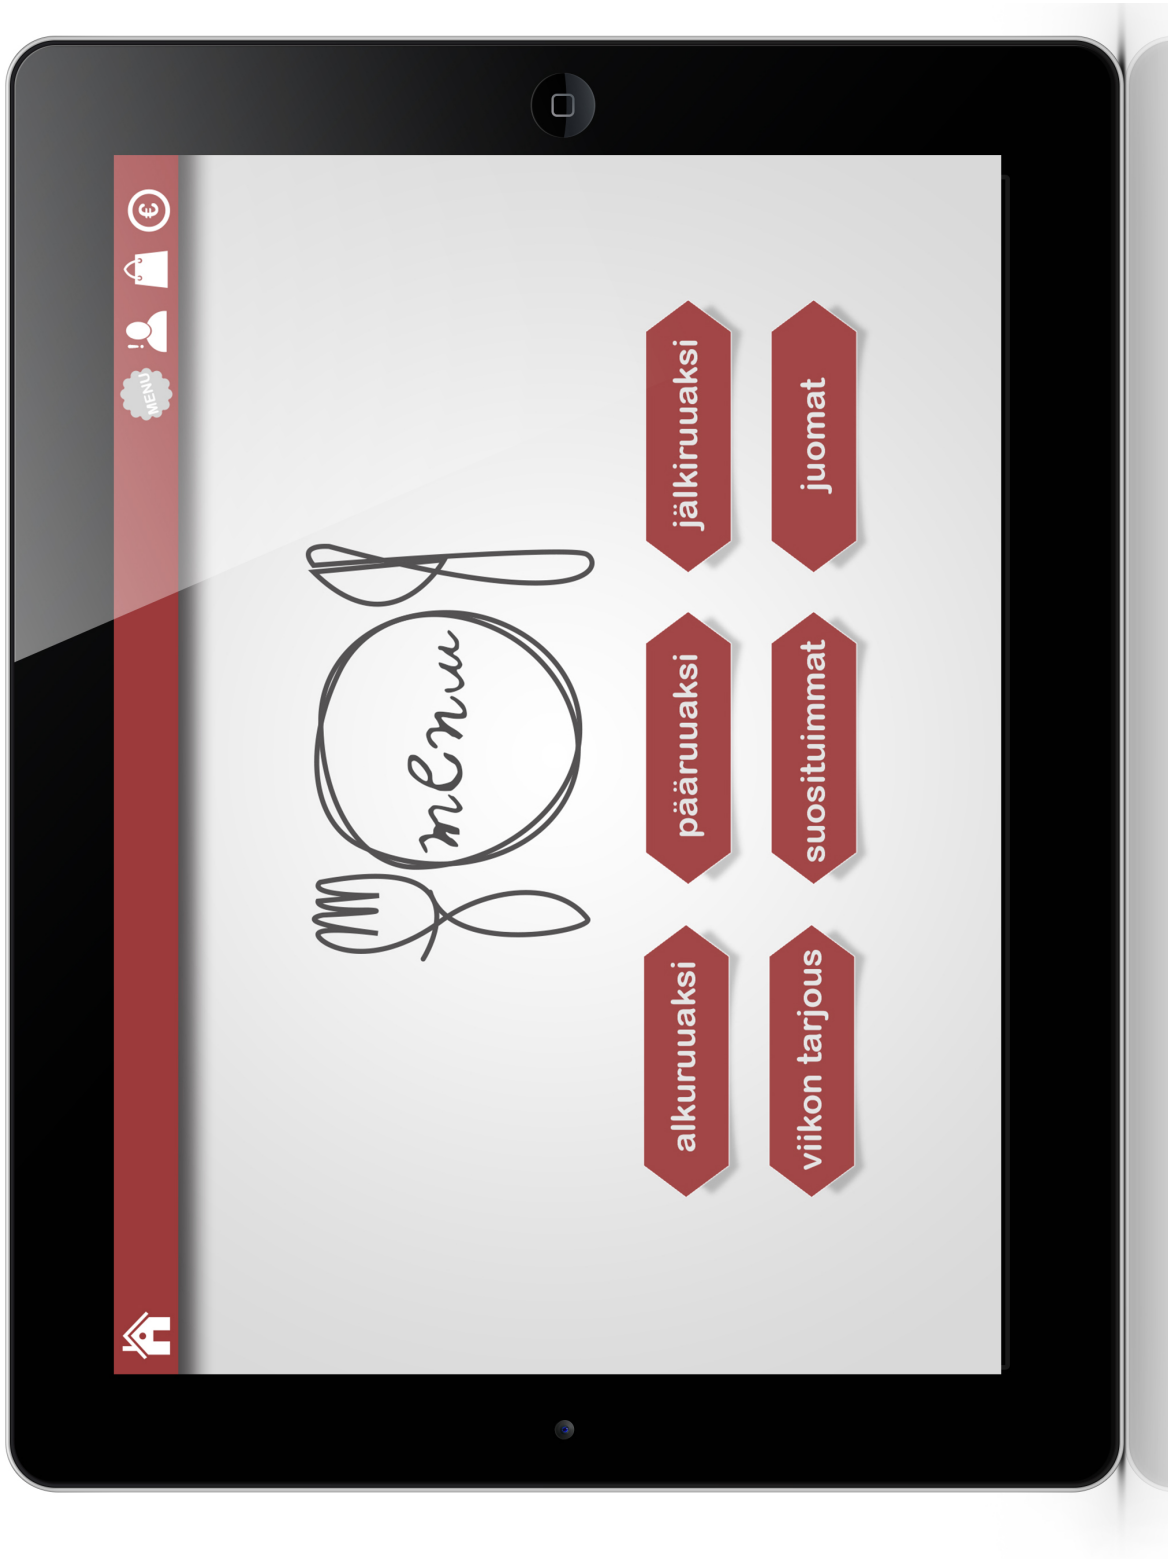 MENU
!
€
menu
alkuruuaksi
pääruuaksi
jälkiruuaksi
viikon tarjous
suosituimmat
juomat